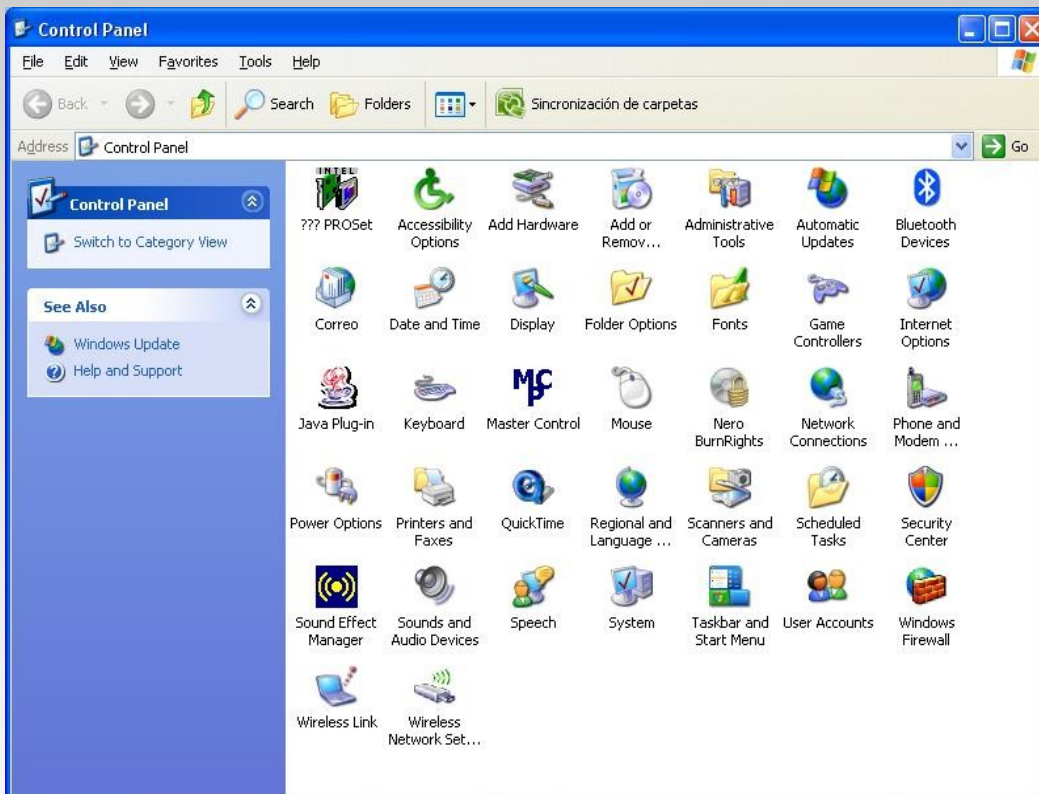 Control Panel
File Edit View Favorites Tools Help
Back Search Folders Sincronización de carpetas
Address Control Panel Go
Control Panel
Switch to Category View
See Also
Windows Update
Help and Support
INTEL
??? PROSet
Accessibility
Options
Add Hardware
Add or
Remov...
Administrative
Tools
Automatic
Updates
Bluetooth
Devices
Correo
Date and Time
Display
Folder Options
Fonts
Game
Controllers
Internet
Options
Java Plug-in
Keyboard
MCP
Master Control
Mouse
Nero
BurnRights
Network
Connections
Phone and
Modem ...
Power Options
Printers and
Faxes
QuickTime
Regional and
Language ...
Scanners and
Cameras
Scheduled
Tasks
Security
Center
Sound Effect
Manager
Sounds and
Audio Devices
Speech
System
Taskbar and
Start Menu
User Accounts
Windows
Firewall
Wireless Link
Wireless
Network Set...